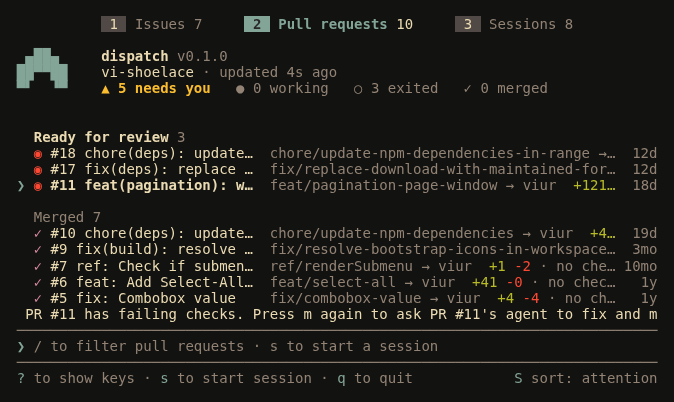 1 Issues 7 2 Pull requests 10 3 Sessions 8
dispatch v0.1.0
vi-shoelace · updated 4s ago
▲ 5 needs you ● 0 working ○ 3 exited ✓ 0 merged
Ready for review 3
◉ #18 chore(deps): update… chore/update-npm-dependencies-in-range →… 12d
◉ #17 fix(deps): replace … fix/replace-download-with-maintained-for… 12d
❯ ◉ #11 feat(pagination): w… feat/pagination-page-window → viur +121… 18d
Merged 7
✓ #10 chore(deps): update… chore/update-npm-dependencies → viur +4… 19d
✓ #9 fix(build): resolve … fix/resolve-bootstrap-icons-in-workspace… 3mo
✓ #7 ref: Check if submen… ref/renderSubmenu → viur +1 -2 · no che… 10mo
✓ #6 feat: Add Select-All… feat/select-all → viur +41 -0 · no chec… 1y
✓ #5 fix: Combobox value fix/combobox-value → viur +4 -4 · no ch… 1y
PR #11 has failing checks. Press m again to ask PR #11's agent to fix and m
❯ / to filter pull requests · s to start a session
? to show keys · s to start session · q to quit S sort: attention